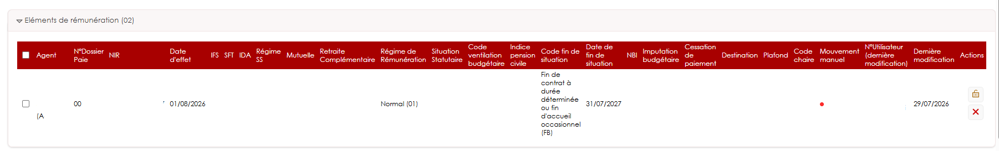 Eléments de rémunération (02)
Agent
N°Dossier
Paie
NIR
Date
d'effet
IFS
SFT
IDA
Régime
SS
Mutuelle
Retraite
Complémentaire
Régime de
Rémunération
Situation
Statutaire
Code
ventilation
budgétaire
Indice
pension
civile
Code fin de
situation
Date de
fin de
situation
NBI
Imputation
budgétaire
Cessation
de
paiement
Destination
Plafond
Code
chaire
Mouvement
manuel
N°Utilisateur
(dernière
modification)
Dernière
modification
Actions
(A
00
01/08/2026
Normal (01)
Fin de
contrat à
durée
déterminée
ou fin
d'accueil
occasionnel
(FB)
31/07/2027
29/07/2026